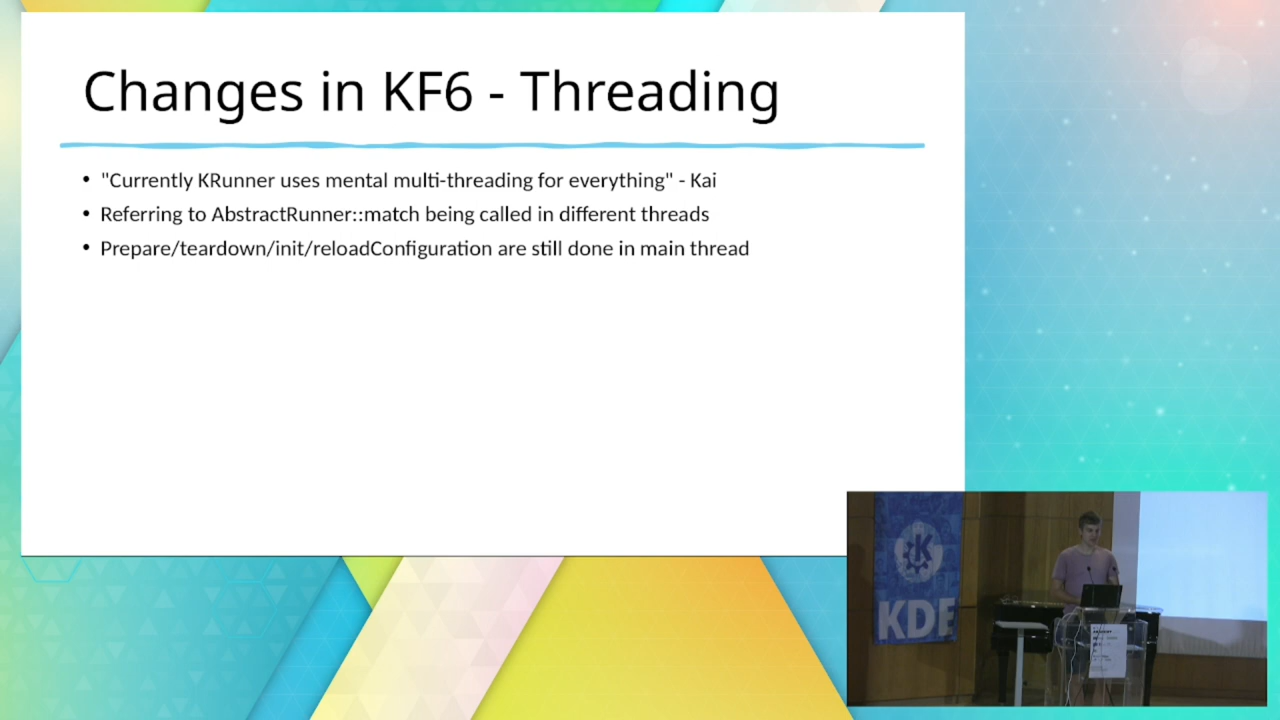 Changes in KF6 - Threading
• "Currently KRunner uses mental multi-threading for everything" - Kai
• Referring to AbstractRunner::match being called in different threads
• Prepare/teardown/init/reloadConfiguration are still done in main thread
KDE